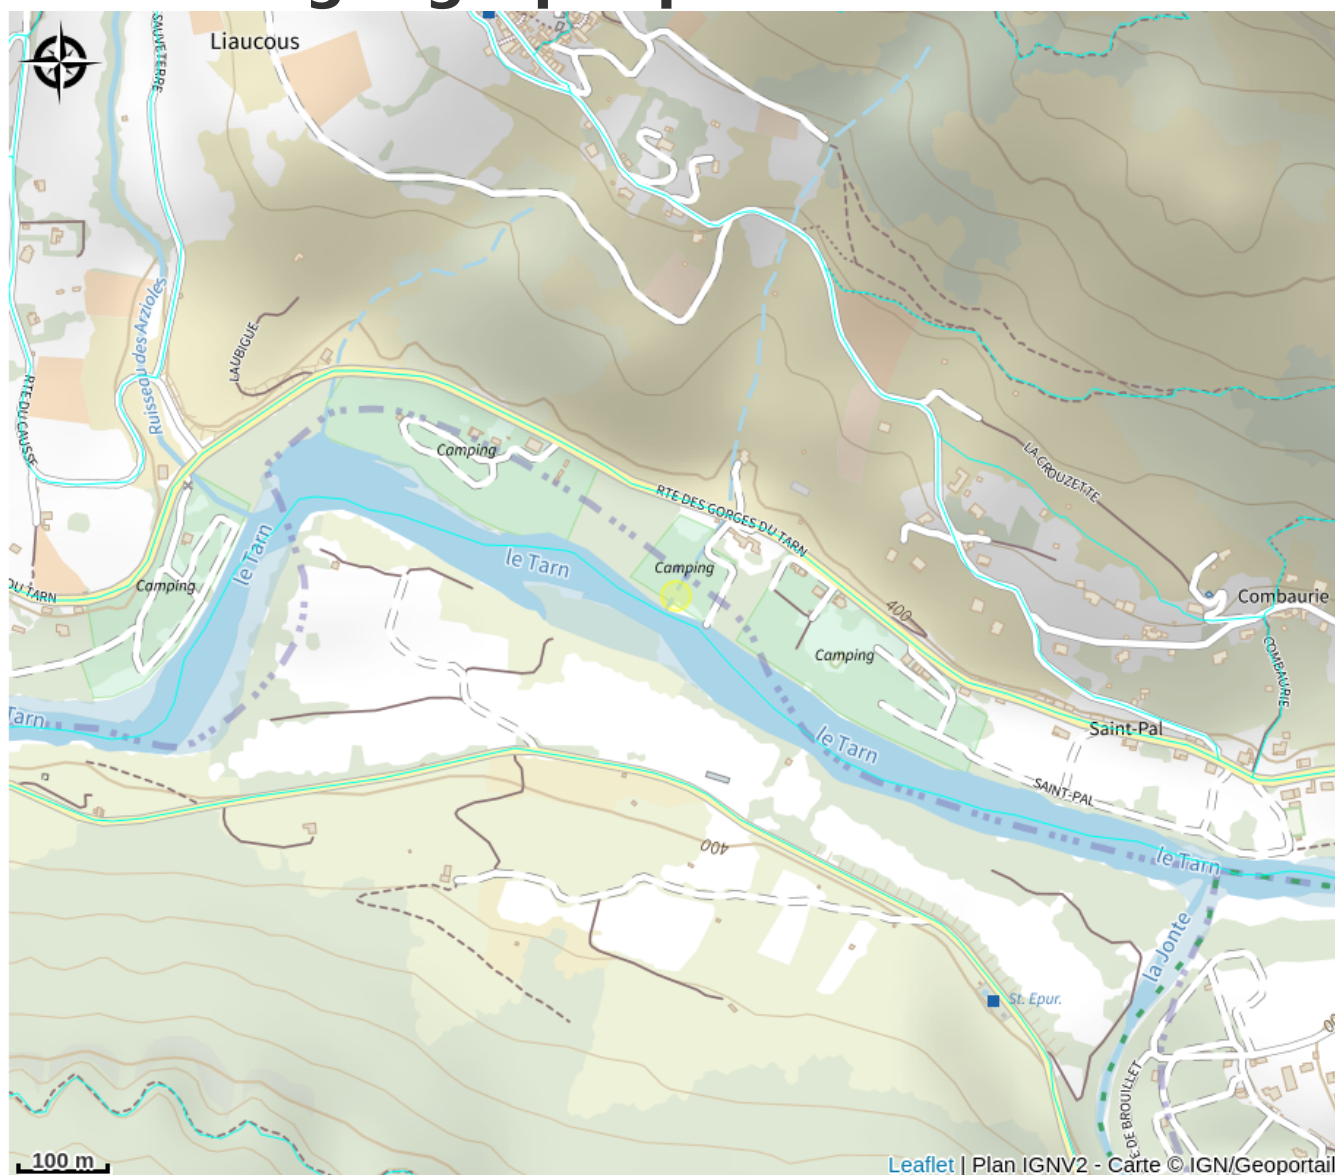 Liaucous
SAUVETERRE
Ruisseau des Arzioles
LAUBIGUE
RTE DU CAUSSE
Camping
RTE DES GORGES DU TARN
LA CROUZETTE
le Tarn
le Tarn
Camping
Camping
DU TARN
400
Combaurie
COMBAURIE
Camping
Tarn
le Tarn
Saint-Pal
SAINT-PAL
400
le Tarn
la Jonte
St. Epur.
E DE BROUILLET
100 m
Leaflet | Plan IGNV2 - Carte © IGN/Geoportail